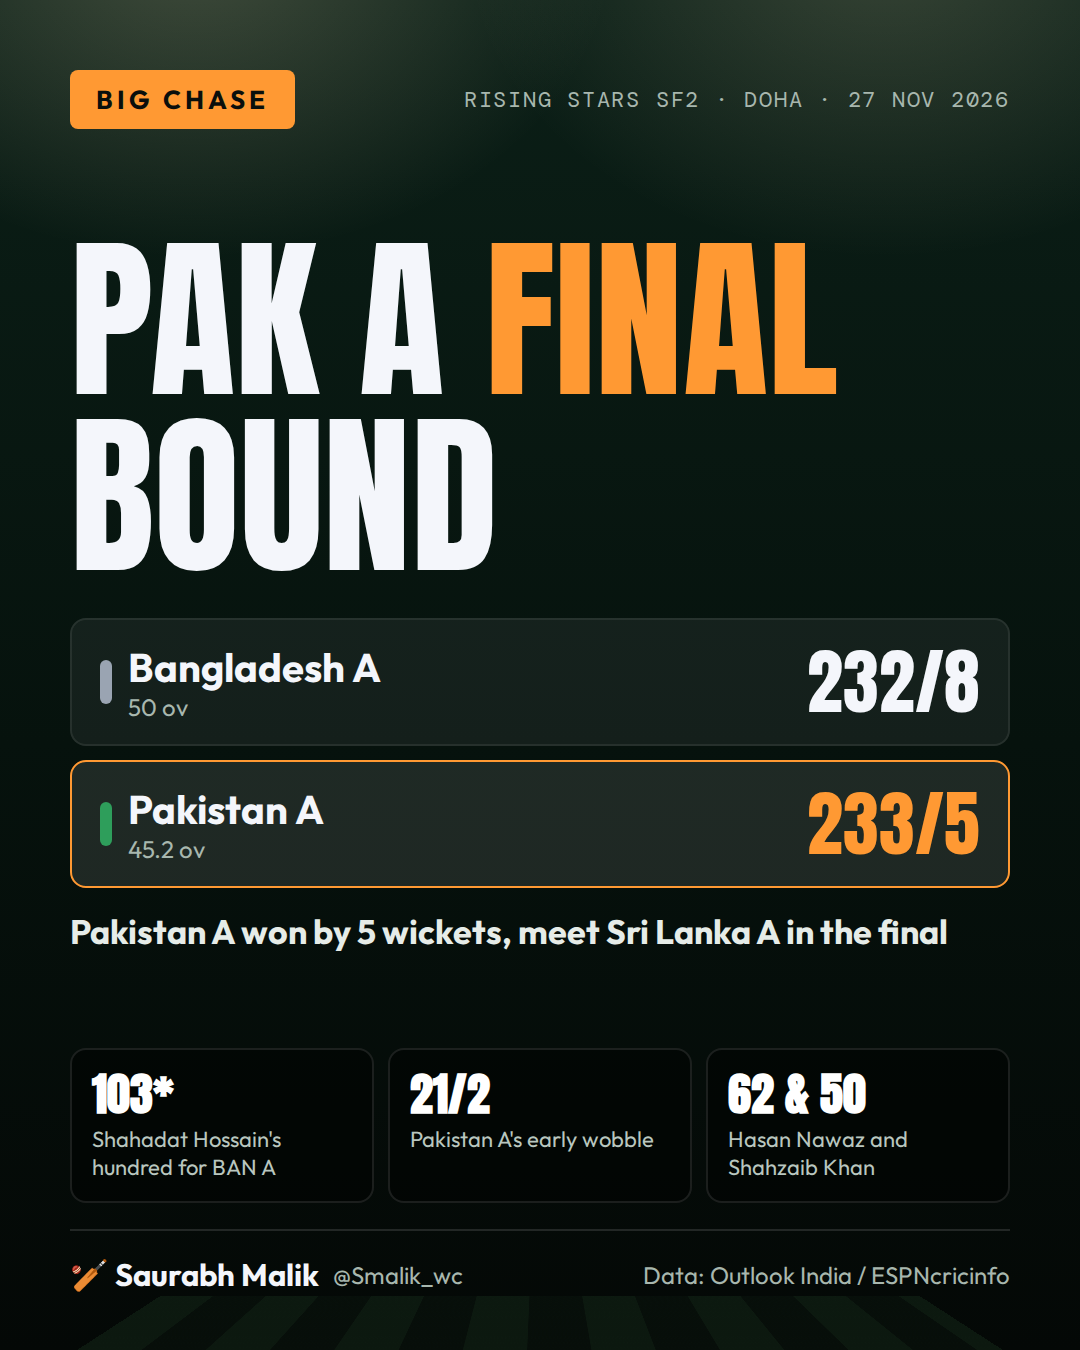 BIG CHASE
RISING STARS SF2 · DOHA · 27 NOV 2026
PAK A FINAL
BOUND
Bangladesh A
50 ov
232/8
Pakistan A
45.2 ov
233/5
Pakistan A won by 5 wickets, meet Sri Lanka A in the final
103*
Shahadat Hossain's
hundred for BAN A
21/2
Pakistan A's early wobble
62 & 50
Hasan Nawaz and
Shahzaib Khan
Saurabh Malik @Smalik_wc
Data: Outlook India / ESPNcricinfo